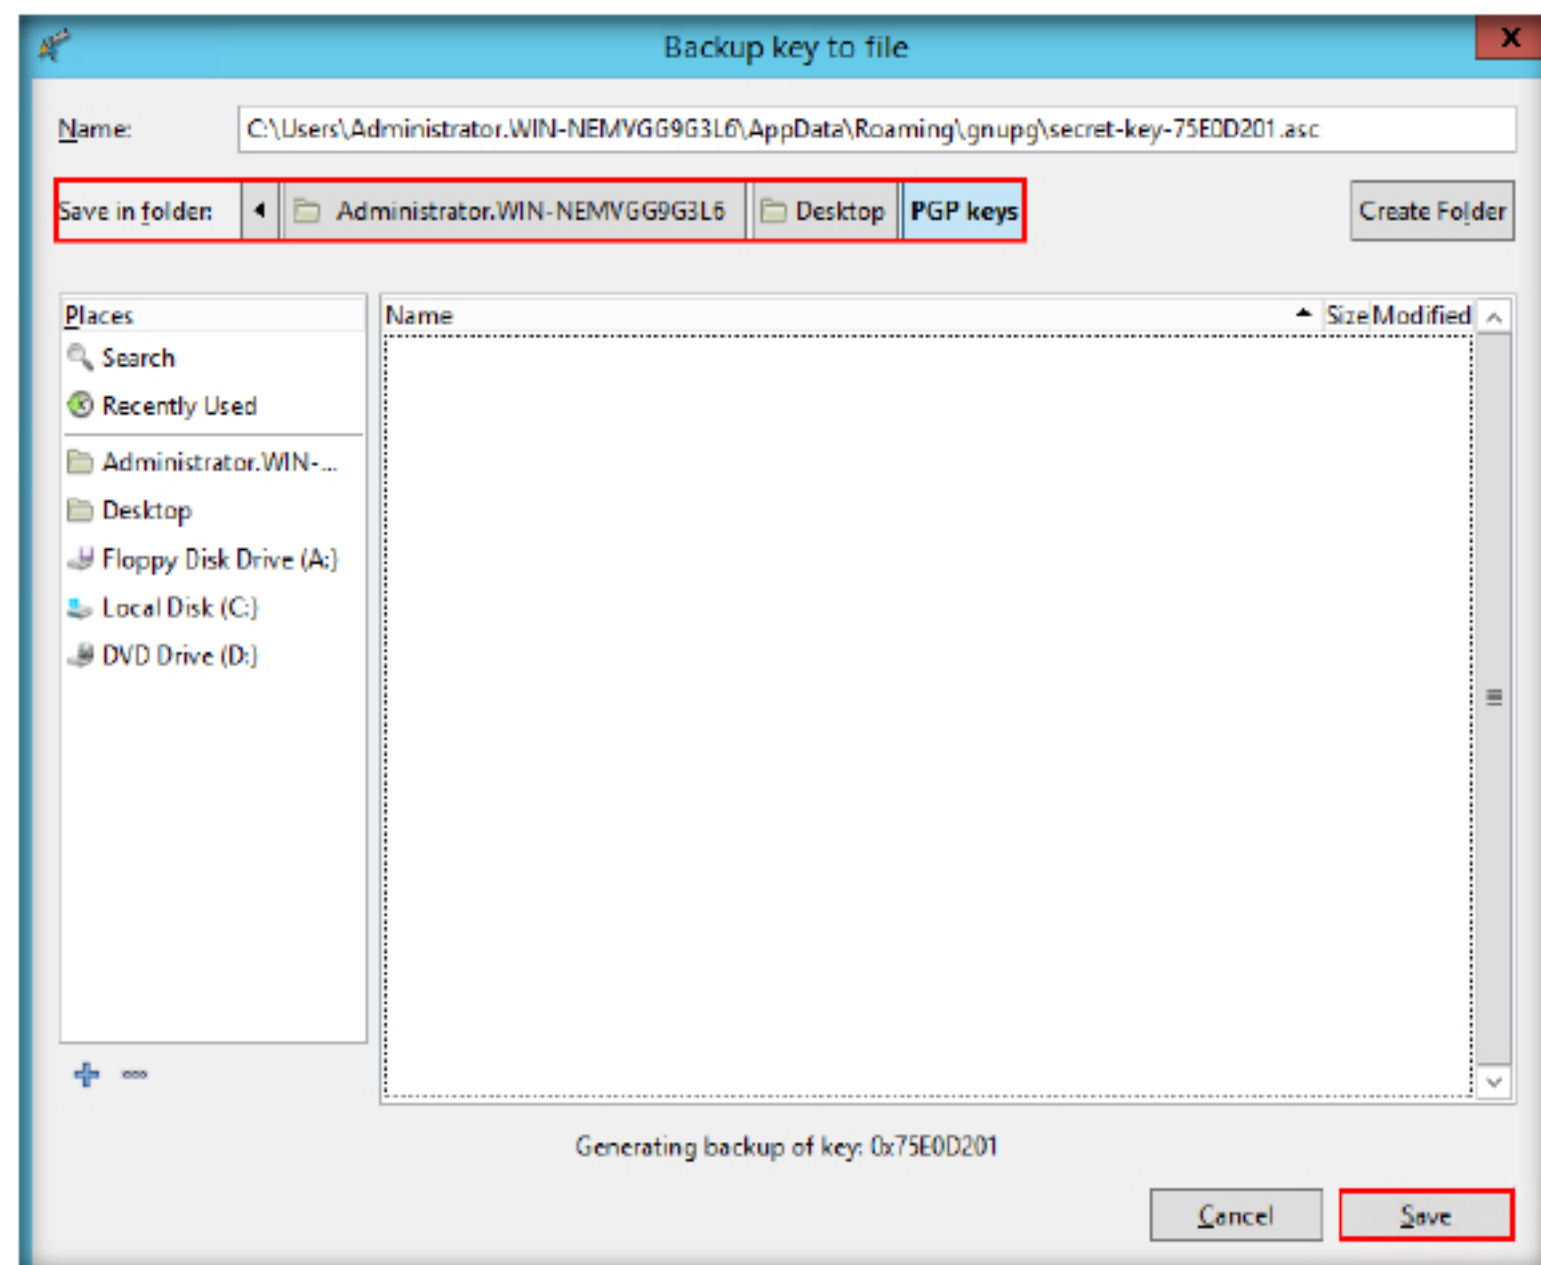 Backup key to file
X
Name: C:\Users\Administrator.WIN-NEMVGG9G3L6\AppData\Roaming\gnupg\secret-key-75E0D201.asc
Save in folder: Administrator.WIN-NEMVGG9G3L6 Desktop PGP keys Create Folder
Places
Search
Recently Used
Administrator.WIN-...
Desktop
Floppy Disk Drive (A:)
Local Disk (C:)
DVD Drive (D:)
Name Size Modified
Generating backup of key: 0x75E0D201
Cancel Save